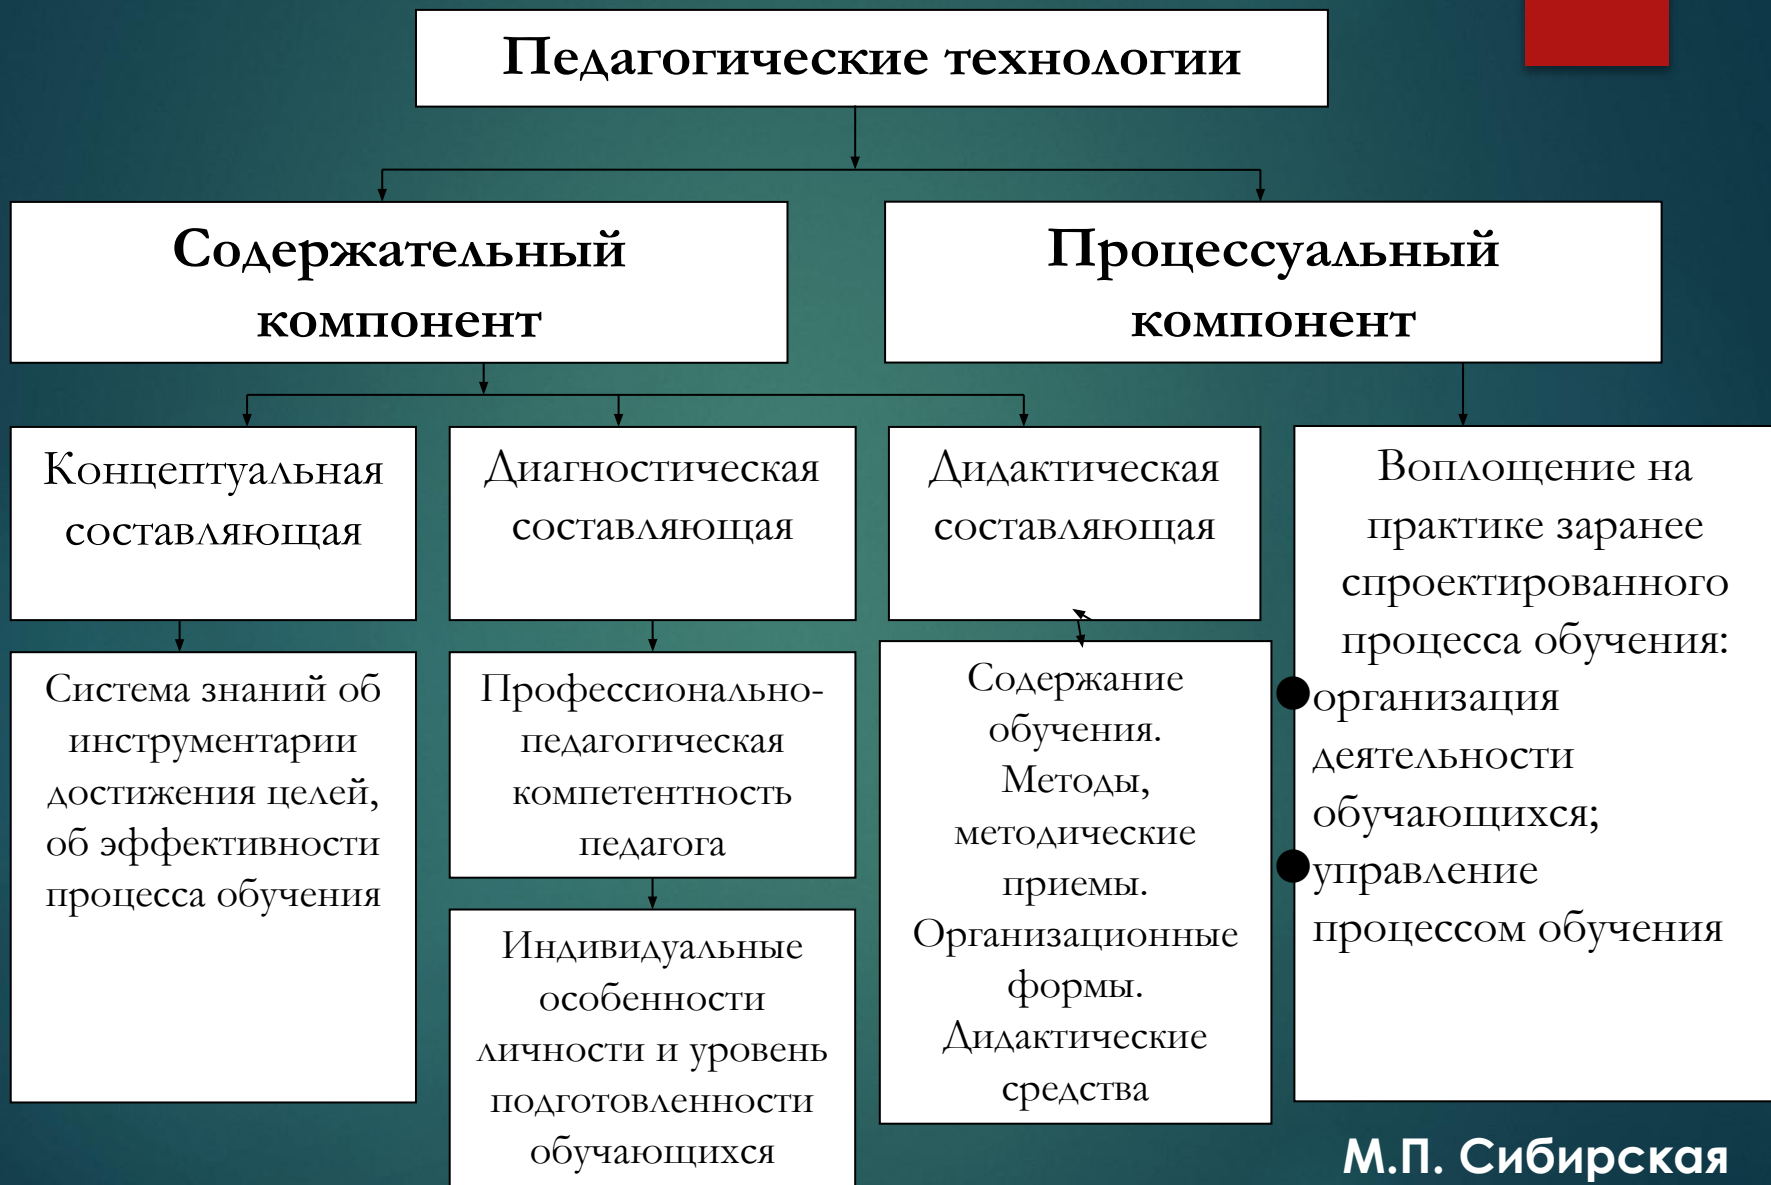 Педагогические технологии
Содержательный
компонент
Процессуальный
компонент
Концептуальная
составляющая
Диагностическая
составляющая
Дидактическая
составляющая
Воплощение на
практике заранее
спроектированного
процесса обучения:
организация
деятельности
обучающихся;
управление
процессом обучения
Система знаний об
инструментарии
достижения целей,
об эффективности
процесса обучения
Профессионально-
педагогическая
компетентность
педагога
Индивидуальные
особенности
личности и уровень
подготовленности
обучающихся
Содержание
обучения.
Методы,
методические
приемы.
Организационные
формы.
Дидактические
средства
М.П. Сибирская